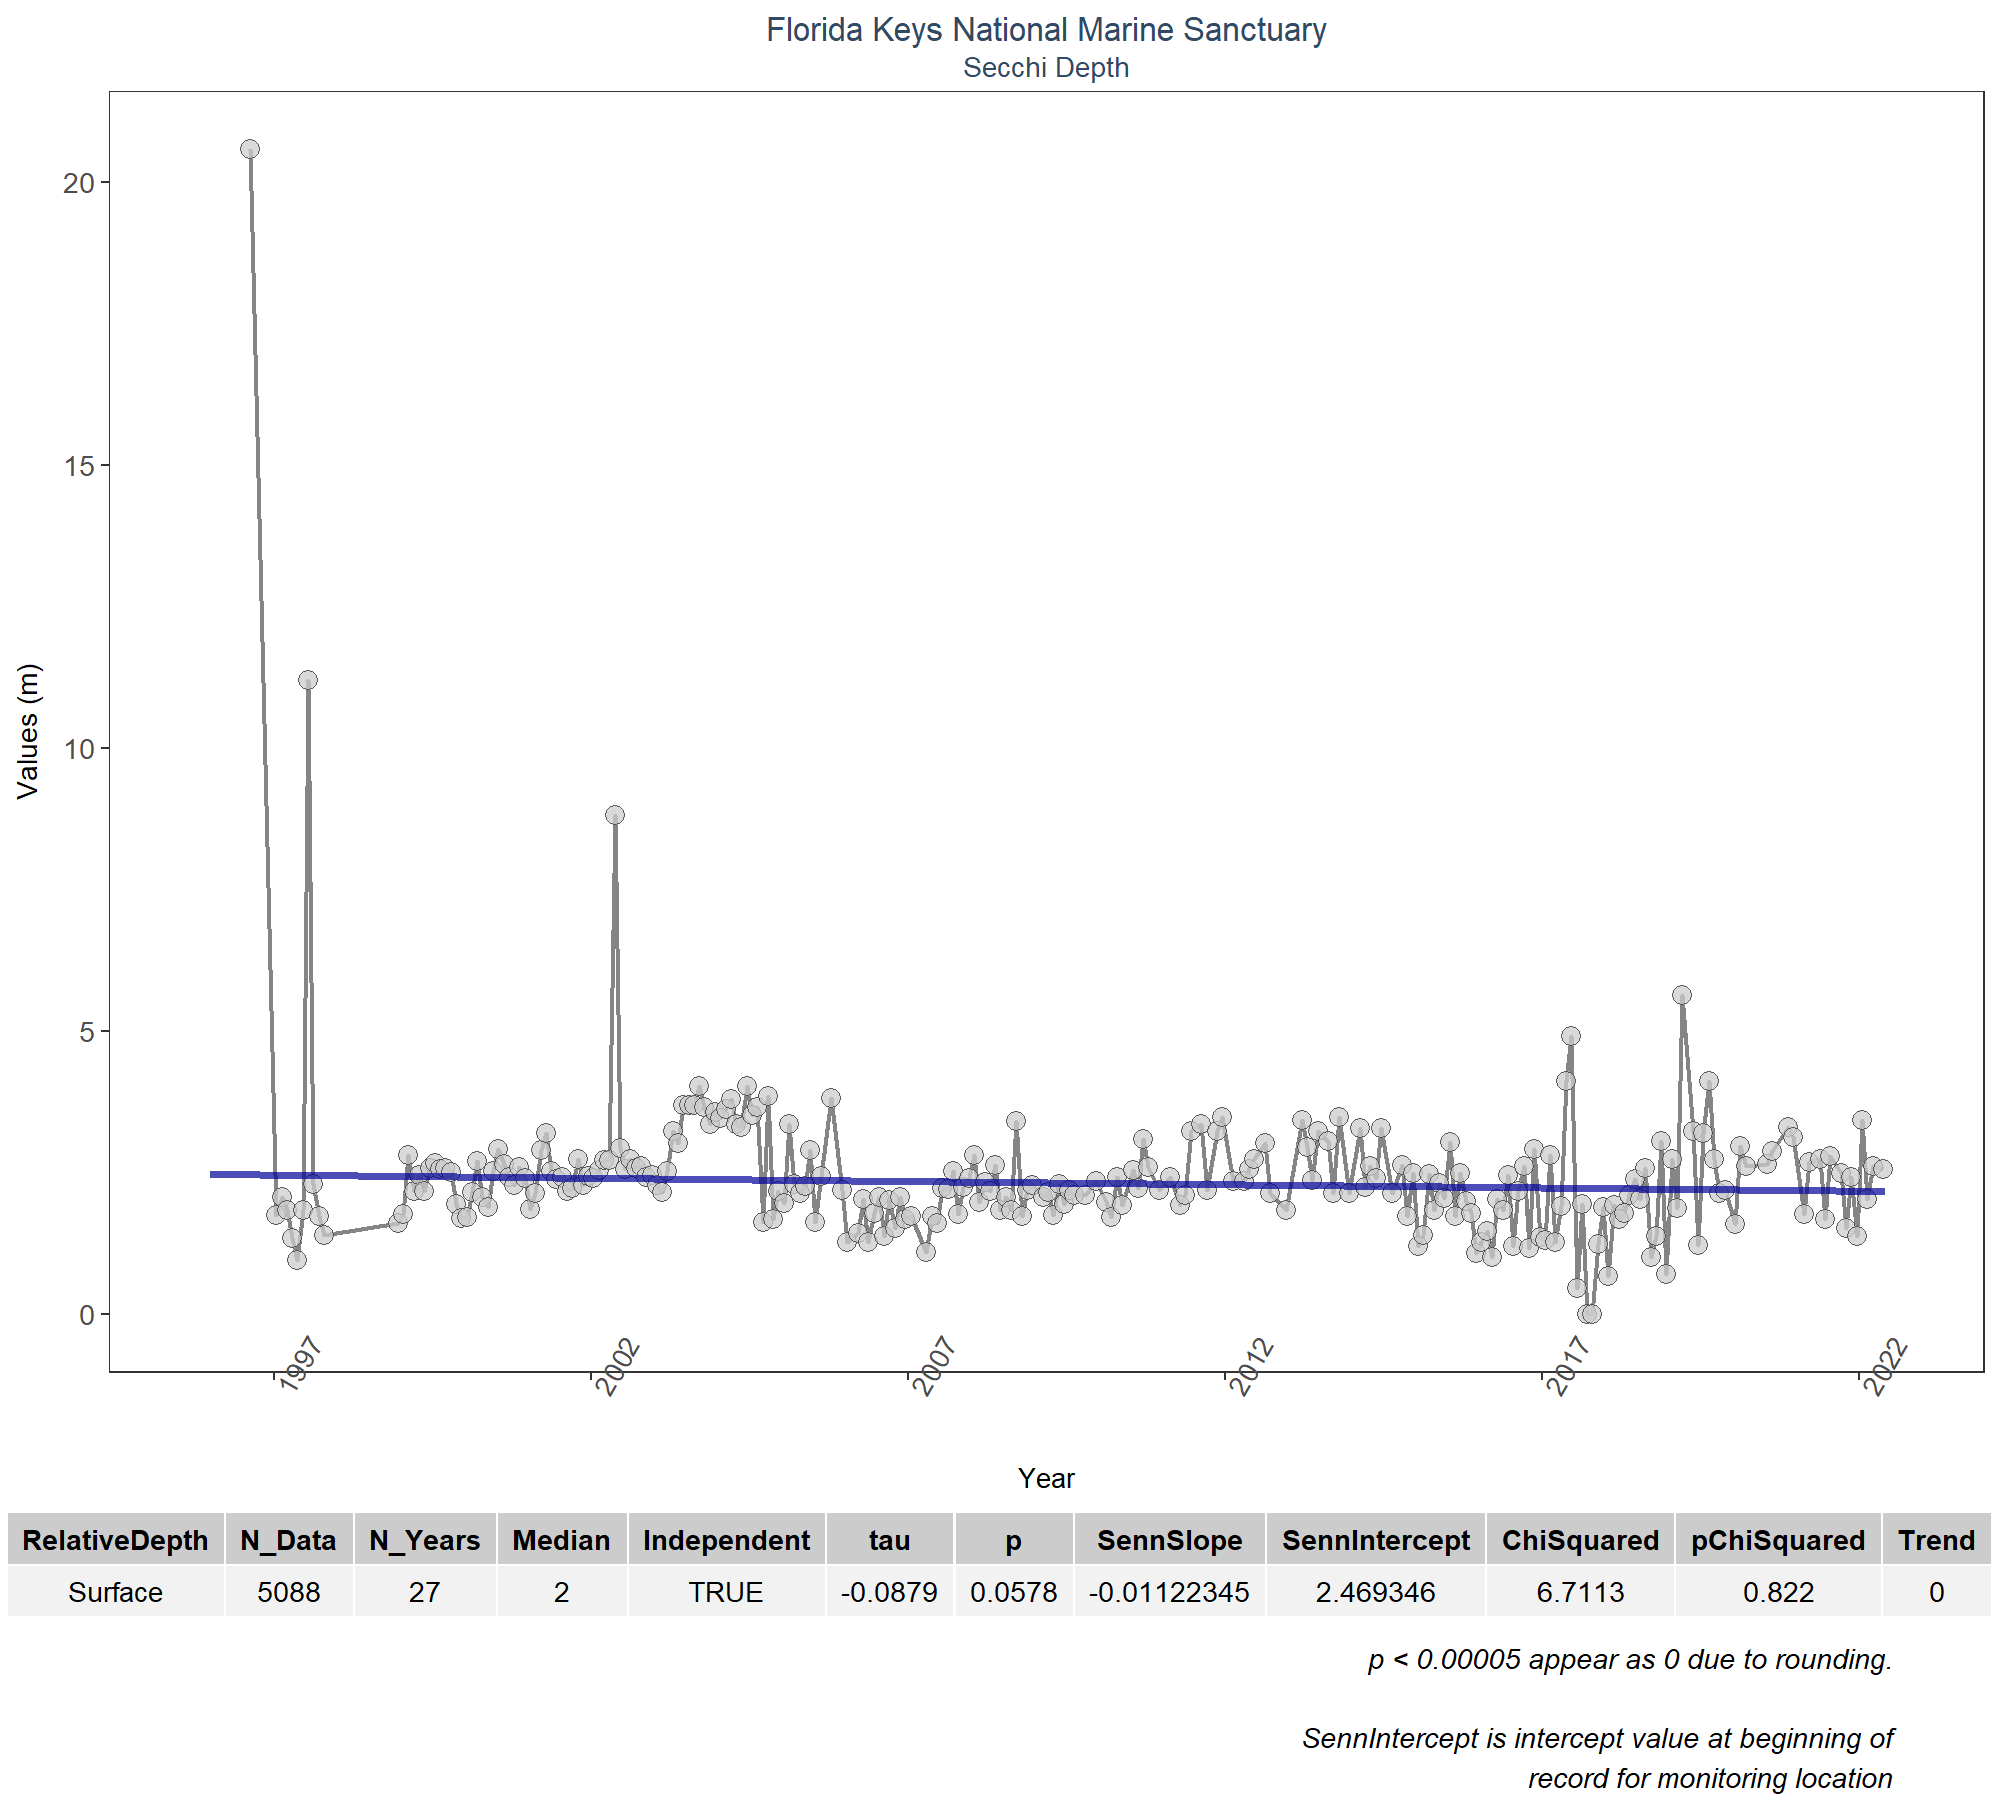 Florida Keys National Marine Sanctuary
Secchi Depth
Values (m)
20
15
10
5
0
1997
2002
2007
2012
2017
2022
Year
RelativeDepth N_Data N_Years Median Independent tau p SennSlope SennIntercept ChiSquared pChiSquared Trend
Surface 5088 27 2 TRUE -0.0879 0.0578 -0.01122345 2.469346 6.7113 0.822 0
p < 0.00005 appear as 0 due to rounding.
SennIntercept is intercept value at beginning of
record for monitoring location